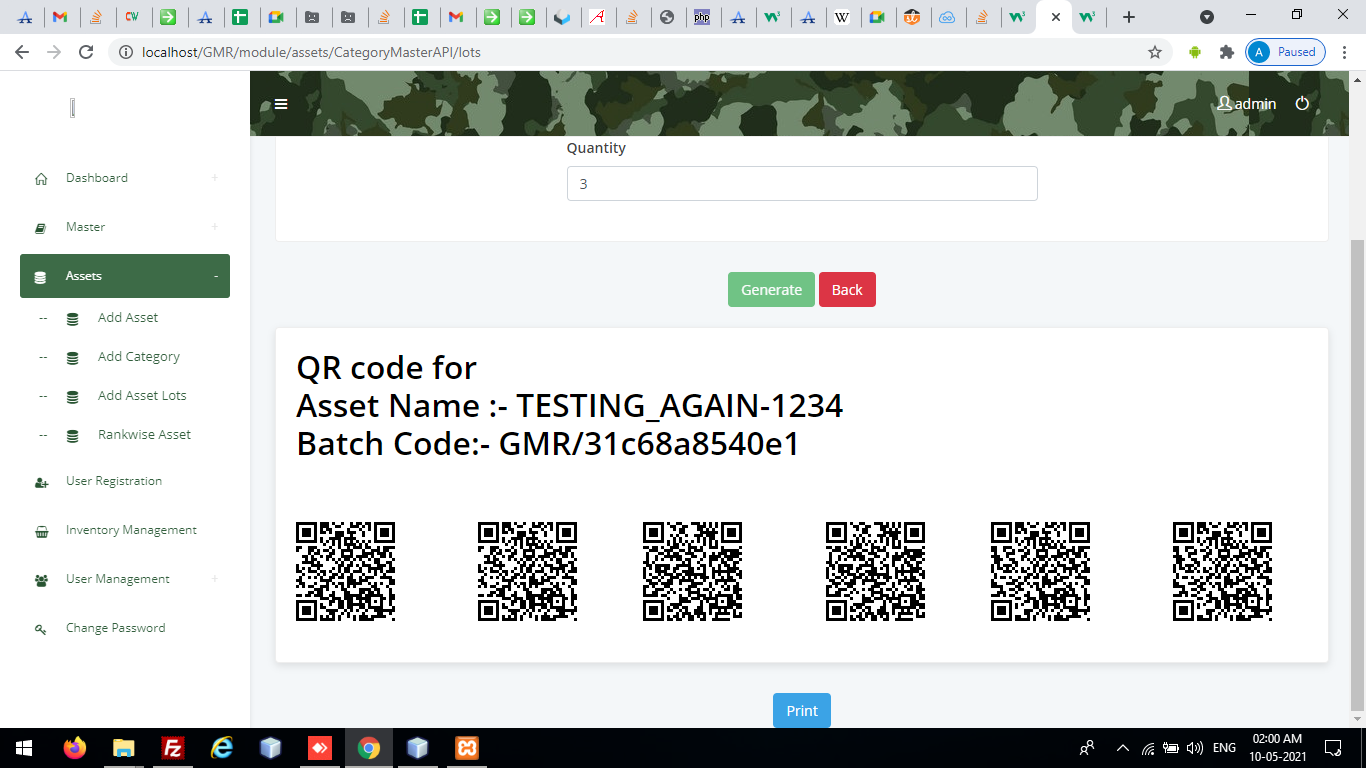 CW
php
W
localhost/GMR/module/assets/CategoryMasterAPI/lots
A
Paused
admin
Dashboard +
Master +
Assets -
-- Add Asset
-- Add Category
-- Add Asset Lots
-- Rankwise Asset
User Registration
Inventory Management
User Management +
Change Password
Quantity
3
Generate
Back
QR code for
Asset Name :- TESTING_AGAIN-1234
Batch Code:- GMR/31c68a8540e1
Print
ENG
02:00 AM
10-05-2021